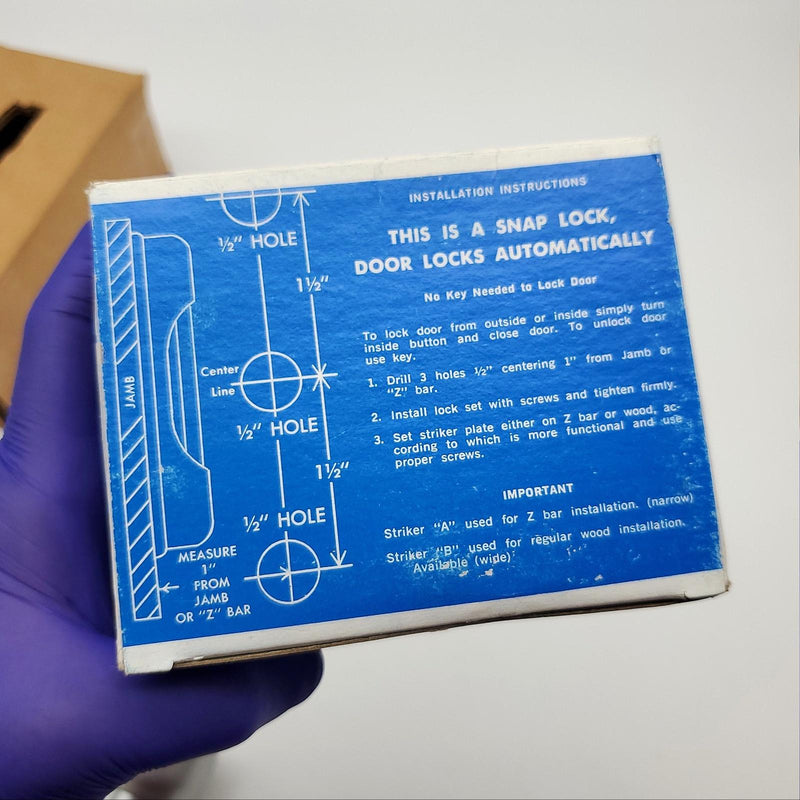 INSTALLATION INSTRUCTIONS
THIS IS A SNAP LOCK,
DOOR LOCKS AUTOMATICALLY
No Key Needed to Lock Door
To lock door from outside or inside simply turn
inside button and close door. To unlock door
use key.
1. Drill 3 holes ½" centering 1" from Jamb or
"Z" bar.
2. Install lock set with screws and tighten firmly.
3. Set striker plate either on Z bar or wood, ac-
cording to which is more functional and use
proper screws.
IMPORTANT
Striker "A" used for Z bar installation. (narrow)
Striker "B" used for regular wood installation.
Available (wide)
½" HOLE
1½"
Center
Line
JAMB
½" HOLE
1½"
½" HOLE
MEASURE
1"
FROM
JAMB
OR "Z" BAR